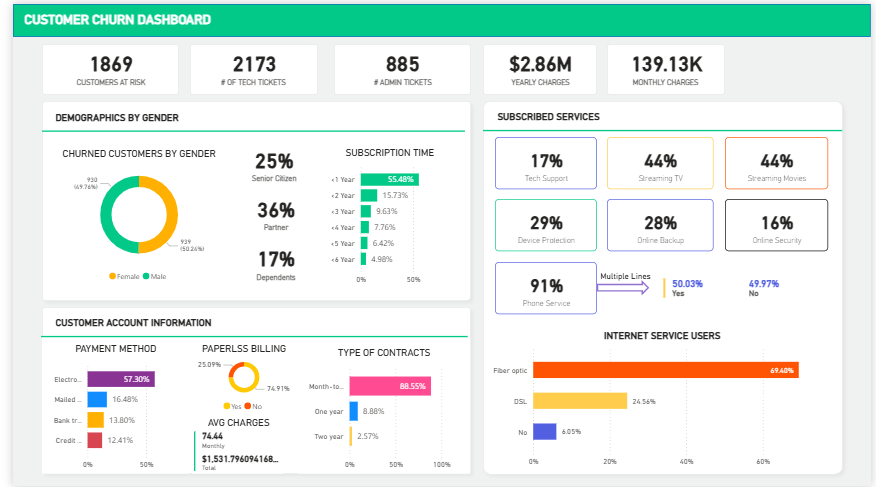 CUSTOMER CHURN DASHBOARD
1869
CUSTOMERS AT RISK
2173
# OF TECH TICKETS
885
# ADMIN TICKETS
$2.86M
YEARLY CHARGES
139.13K
MONTHLY CHARGES
DEMOGRAPHICS BY GENDER
CHURNED CUSTOMERS BY GENDER
930
(49.76%)
939
(50.24%)
Female Male
25%
Senior Citizen
36%
Partner
17%
Dependents
SUBSCRIPTION TIME
<1 Year 55.48%
<2 Year 15.73%
<3 Year 9.63%
<4 Year 7.76%
<5 Year 6.42%
<6 Year 4.98%
0% 50%
CUSTOMER ACCOUNT INFORMATION
PAYMENT METHOD
Electro... 57.30%
Mailed ... 16.48%
Bank tr... 13.80%
Credit ... 12.41%
0% 50%
PAPERLSS BILLING
25.09%
74.91%
Yes No
AVG CHARGES
74.44
Monthly
$1,531.796094168...
Total
TYPE OF CONTRACTS
Month-to... 88.55%
One year 8.88%
Two year 2.57%
0% 50% 100%
SUBSCRIBED SERVICES
17%
Tech Support
44%
Streaming TV
44%
Streaming Movies
29%
Device Protection
28%
Online Backup
16%
Online Security
91%
Phone Service
Multiple Lines
50.03%
Yes
49.97%
No
INTERNET SERVICE USERS
Fiber optic 69.40%
DSL 24.56%
No 6.05%
0% 20% 40% 60%